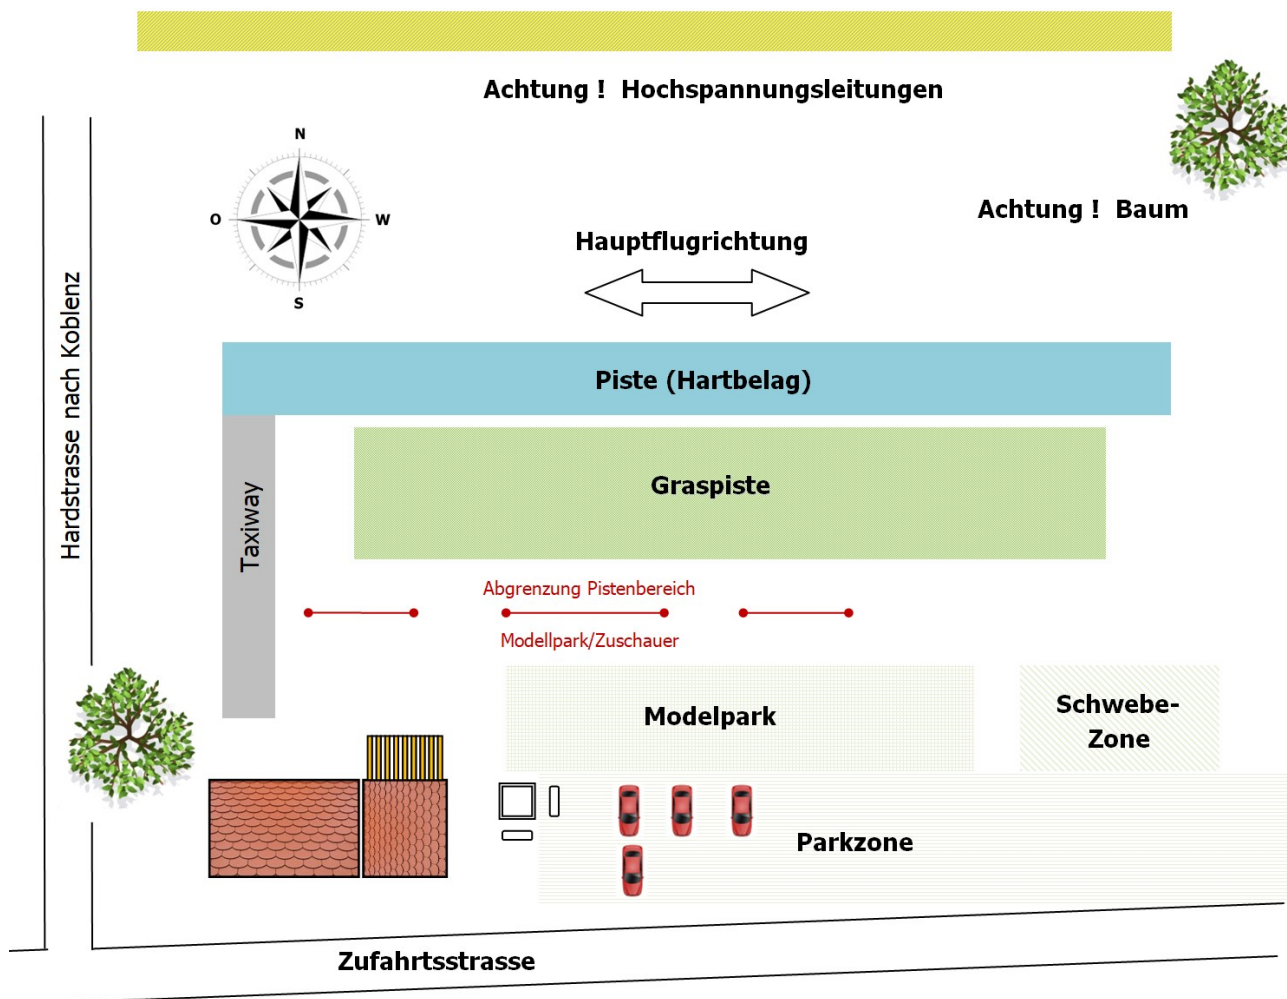 Achtung ! Hochspannungsleitungen
N
O
W
S
Achtung ! Baum
Hauptflugrichtung
Hardstrasse nach Koblenz
Piste (Hartbelag)
Graspiste
Taxiway
Abgrenzung Pistenbereich
Modellpark/Zuschauer
Modelpark
Schwebe-
Zone
Parkzone
Zufahrtsstrasse